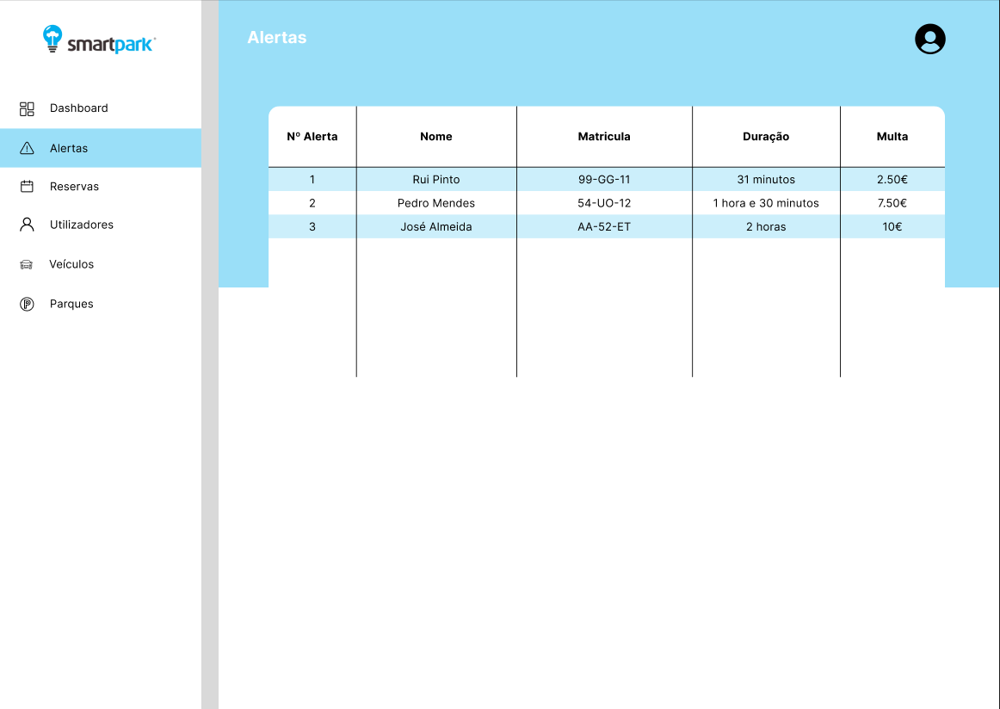 smartpark
Alertas
Dashboard
Alertas
Reservas
Utilizadores
Veículos
Parques
Nº Alerta Nome Matricula Duração Multa
1 Rui Pinto 99-GG-11 31 minutos 2.50€
2 Pedro Mendes 54-UO-12 1 hora e 30 minutos 7.50€
3 José Almeida AA-52-ET 2 horas 10€